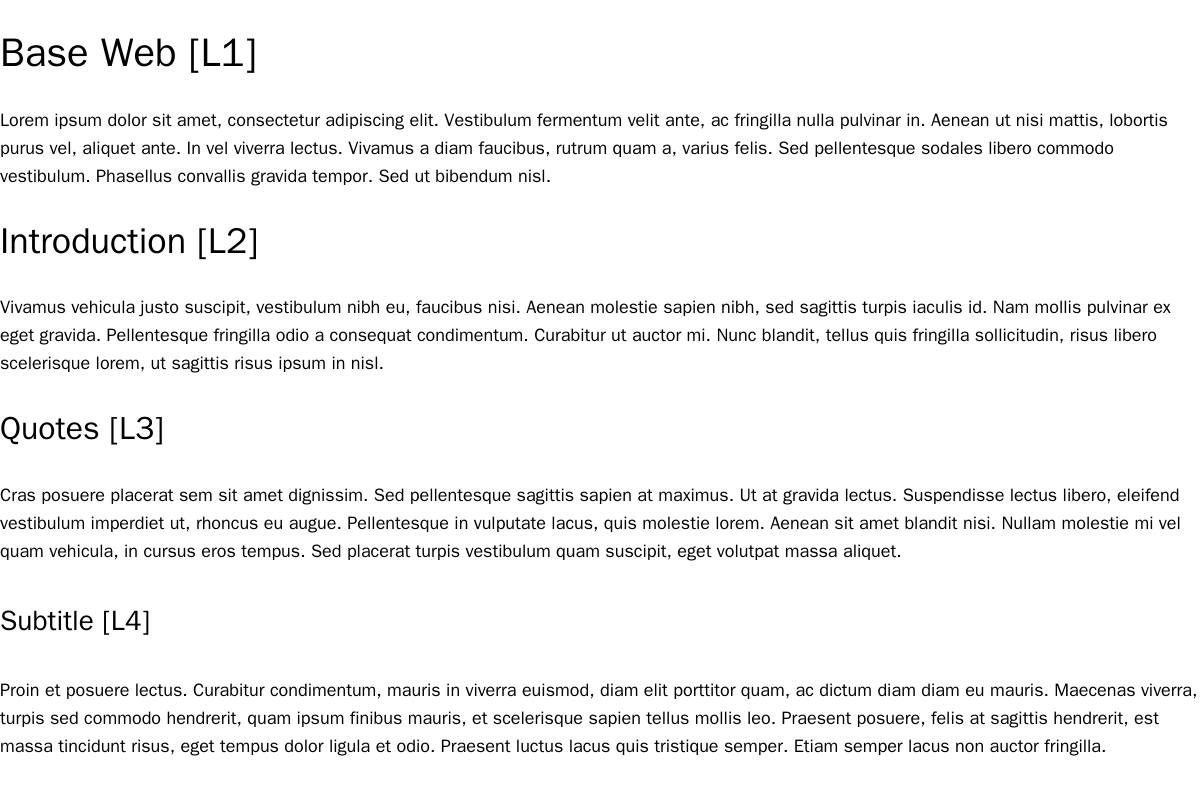 Base Web [L1]
Lorem ipsum dolor sit amet, consectetur adipiscing elit. Vestibulum fermentum velit ante, ac fringilla nulla pulvinar in. Aenean ut nisi mattis, lobortis
purus vel, aliquet ante. In vel viverra lectus. Vivamus a diam faucibus, rutrum quam a, varius felis. Sed pellentesque sodales libero commodo
vestibulum. Phasellus convallis gravida tempor. Sed ut bibendum nisl.
Introduction [L2]
Vivamus vehicula justo suscipit, vestibulum nibh eu, faucibus nisi. Aenean molestie sapien nibh, sed sagittis turpis iaculis id. Nam mollis pulvinar ex
eget gravida. Pellentesque fringilla odio a consequat condimentum. Curabitur ut auctor mi. Nunc blandit, tellus quis fringilla sollicitudin, risus libero
scelerisque lorem, ut sagittis risus ipsum in nisl.
Quotes [L3]
Cras posuere placerat sem sit amet dignissim. Sed pellentesque sagittis sapien at maximus. Ut at gravida lectus. Suspendisse lectus libero, eleifend
vestibulum imperdiet ut, rhoncus eu augue. Pellentesque in vulputate lacus, quis molestie lorem. Aenean sit amet blandit nisi. Nullam molestie mi vel
quam vehicula, in cursus eros tempus. Sed placerat turpis vestibulum quam suscipit, eget volutpat massa aliquet.
Subtitle [L4]
Proin et posuere lectus. Curabitur condimentum, mauris in viverra euismod, diam elit porttitor quam, ac dictum diam diam eu mauris. Maecenas viverra,
turpis sed commodo hendrerit, quam ipsum finibus mauris, et scelerisque sapien tellus mollis leo. Praesent posuere, felis at sagittis hendrerit, est
massa tincidunt risus, eget tempus dolor ligula et odio. Praesent luctus lacus quis tristique semper. Etiam semper lacus non auctor fringilla.